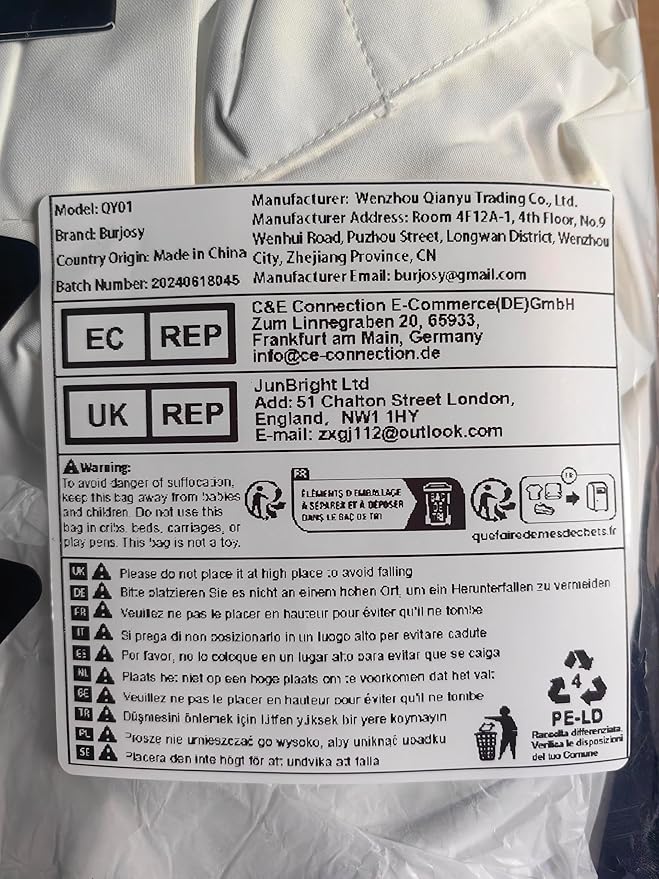 Model: QY01
Brand: Burjosy
Country Origin: Made in China
Batch Number: 20240618045
Manufacturer: Wenzhou Qianyu Trading Co., Ltd.
Manufacturer Address: Room 4F12A-1, 4th Floor, No.9
Wenhui Road, Puzhou Street, Longwan District, Wenzhou
City, Zhejiang Province, CN
Manufacturer Email: burjosy@gmail.com
EC REP
C&E Connection E-Commerce(DE)GmbH
Zum Linnegraben 20, 65933,
Frankfurt am Main, Germany
info@ce-connection.de
UK REP
JunBright Ltd
Add: 51 Chalton Street London,
England, NW1 1HY
E-mail: zxgj112@outlook.com
Warning:
To avoid danger of suffocation,
keep this bag away from babies
and children. Do not use this
bag in cribs, beds, carriages, or
play pens. This bag is not a toy.
FR
ÉLÉMENTS D'EMBALLAGE
À SÉPARER ET À DÉPOSER
DANS LE BAC DE TRI
BAC
DE
TRI
FR
quefairedemesdechets.fr
UK Please do not place it at high place to avoid falling
DE Bitte platzieren Sie es nicht an einem hohen Ort, um ein Herunterfallen zu vermeiden
FR Veuillez ne pas le placer en hauteur pour éviter qu'il ne tombe
IT Si prega di non posizionarlo in un luogo alto per evitare cadute
ES Por favor, no lo coloque en un lugar alto para evitar que se caiga
NL Plaats het niet op een hoge plaats om te voorkomen dat het valt
BE Veuillez ne pas le placer en hauteur pour éviter qu'il ne tombe
TR Düşmesini önlemek için lütfen yüksek bir yere koymayın
PL Proszę nie umieszczać go wysoko, aby uniknąć upadku
SE Placera den inte högt för att undvika att falla
4
PE-LD
Raccolta differenziata.
Verifica le disposizioni
del tuo Comune